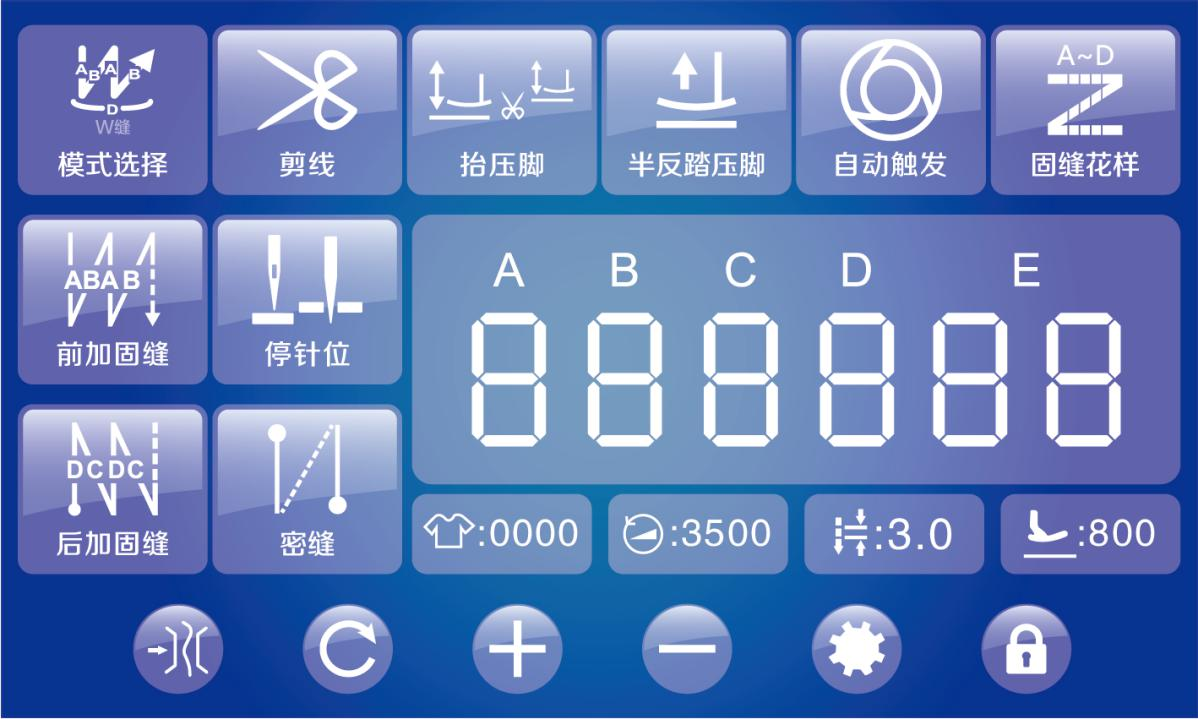 A B A B
D
W缝
模式选择
剪线
抬压脚
半反踏压脚
自动触发
A~D
固缝花样
ABAB
前加固缝
停针位
A B C D E
888888
DCDC
后加固缝
密缝
:0000
:3500
:3.0
:800